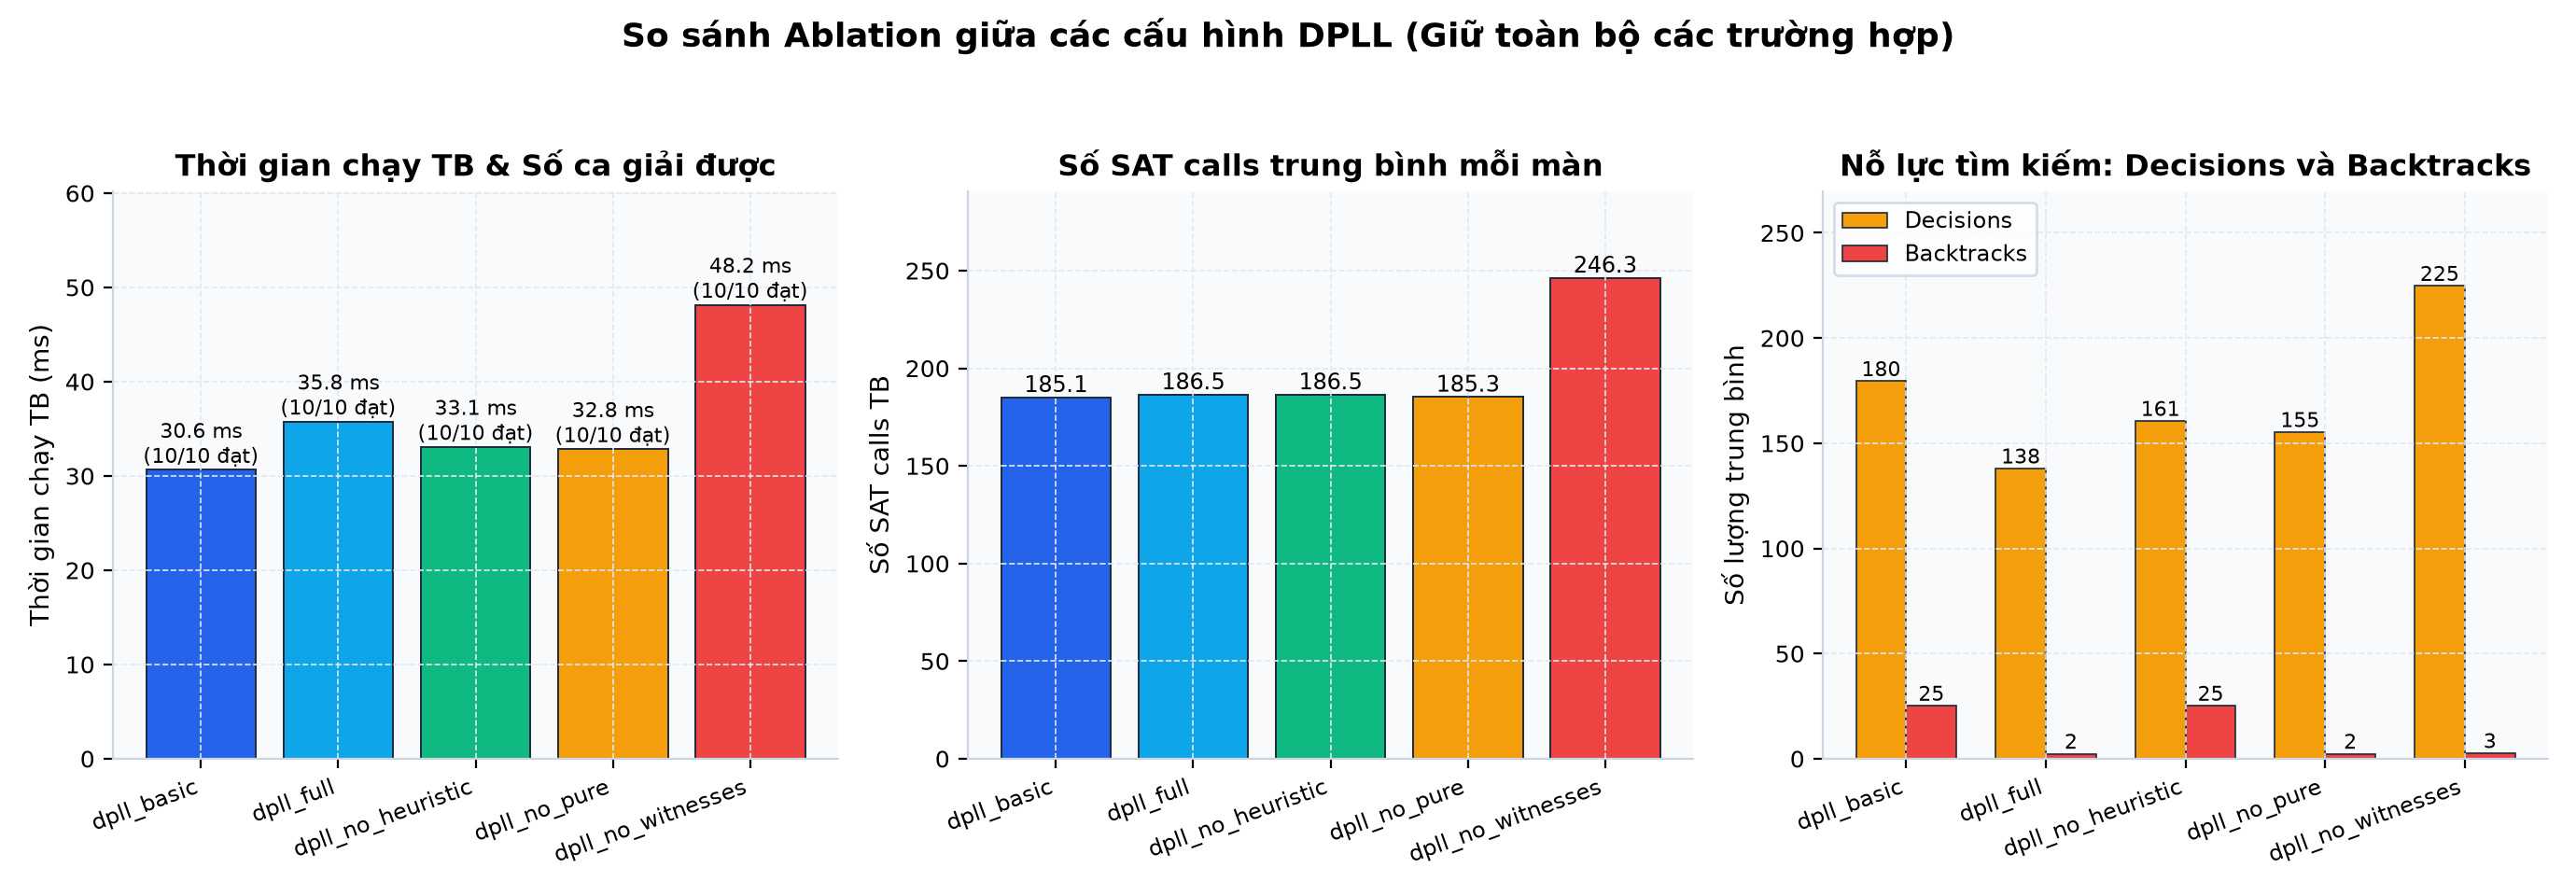 So sánh Ablation giữa các cấu hình DPLL (Giữ toàn bộ các trường hợp)
Thời gian chạy TB & Số ca giải được
Thời gian chạy TB (ms)
60
50
40
30
20
10
0
30.6 ms
(10/10 đạt)
35.8 ms
(10/10 đạt)
33.1 ms
(10/10 đạt)
32.8 ms
(10/10 đạt)
48.2 ms
(10/10 đạt)
dpll_basic
dpll_full
dpll_no_heuristic
dpll_no_pure
dpll_no_witnesses
Số SAT calls trung bình mỗi màn
Số SAT calls TB
250
200
150
100
50
0
185.1
186.5
186.5
185.3
246.3
dpll_basic
dpll_full
dpll_no_heuristic
dpll_no_pure
dpll_no_witnesses
Nỗ lực tìm kiếm: Decisions và Backtracks
Decisions
Backtracks
Số lượng trung bình
250
200
150
100
50
0
180
25
138
2
161
25
155
2
225
3
dpll_basic
dpll_full
dpll_no_heuristic
dpll_no_pure
dpll_no_witnesses